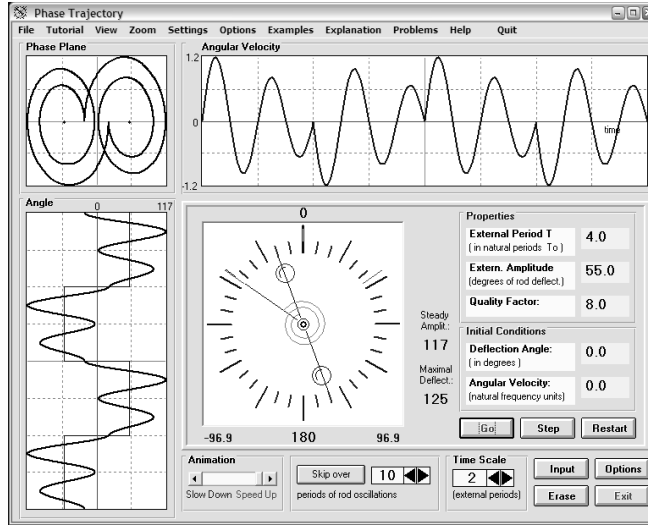 Phase Trajectory
File Tutorial View Zoom Settings Options Examples Explanation Problems Help Quit
Phase Plane
Angular Velocity
1.2
0
-1.2
time
Angle
0 117
0
180
-96.9 96.9
Steady
Amplit.:
117
Maximal
Deflect.:
125
Properties
External Period T
( in natural periods To )
4.0
Extern. Amplitude
(degrees of rod deflect.)
55.0
Quality Factor:
8.0
Initial Conditions
Deflection Angle:
( in degrees )
0.0
Angular Velocity:
(natural frequency units)
0.0
Go Step Restart
Animation
Slow Down Speed Up
Skip over 10
periods of rod oscillations
Time Scale
2
(external periods)
Input Options
Erase Exit